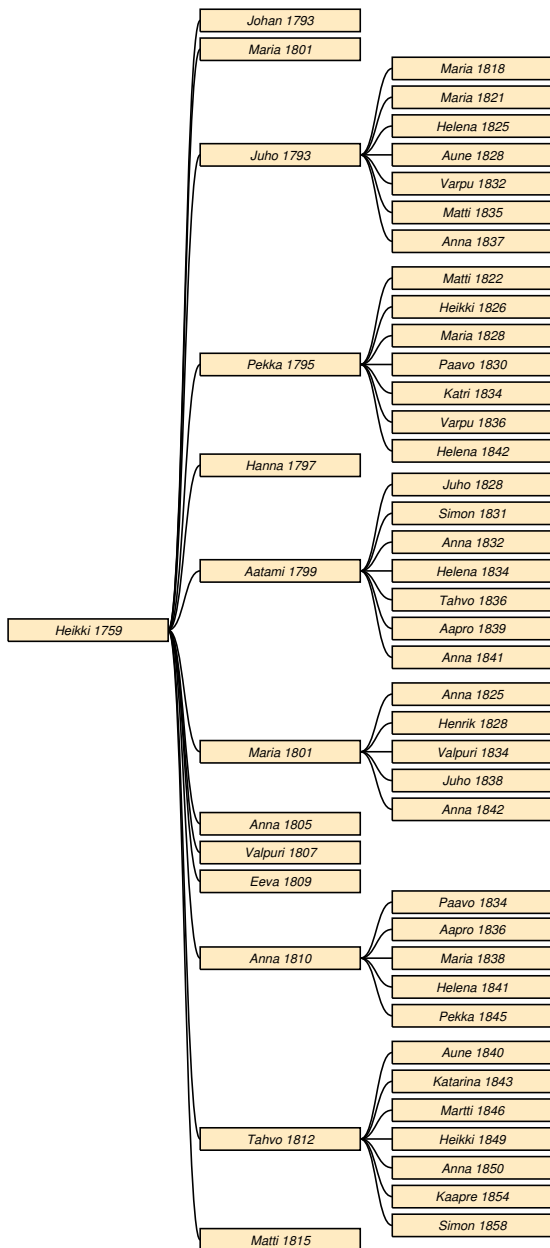 Johan 1793
Maria 1801
Maria 1818
Maria 1821
Helena 1825
Juho 1793
Aune 1828
Varpu 1832
Matti 1835
Anna 1837
Matti 1822
Heikki 1826
Maria 1828
Pekka 1795
Paavo 1830
Katri 1834
Varpu 1836
Helena 1842
Hanna 1797
Juho 1828
Simon 1831
Anna 1832
Aatami 1799
Helena 1834
Tahvo 1836
Aapro 1839
Heikki 1759
Anna 1841
Anna 1825
Henrik 1828
Maria 1801
Valpuri 1834
Juho 1838
Anna 1842
Anna 1805
Valpuri 1807
Eeva 1809
Paavo 1834
Aapro 1836
Anna 1810
Maria 1838
Helena 1841
Pekka 1845
Aune 1840
Katarina 1843
Martti 1846
Tahvo 1812
Heikki 1849
Anna 1850
Kaapre 1854
Simon 1858
Matti 1815